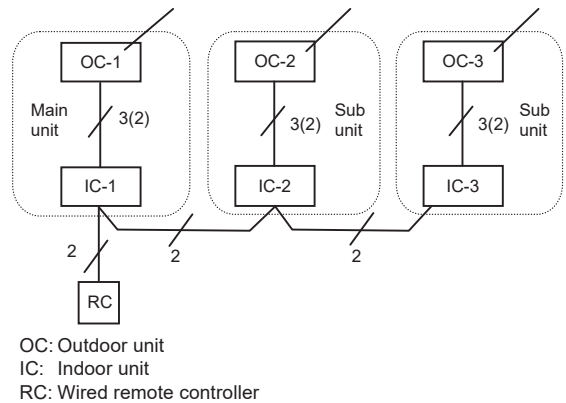 OC-1
OC-2
OC-3
Main
unit
3(2)
3(2)
Sub
unit
3(2)
Sub
unit
IC-1
IC-2
IC-3
2
2
2
RC
OC: Outdoor unit
IC: Indoor unit
RC: Wired remote controller